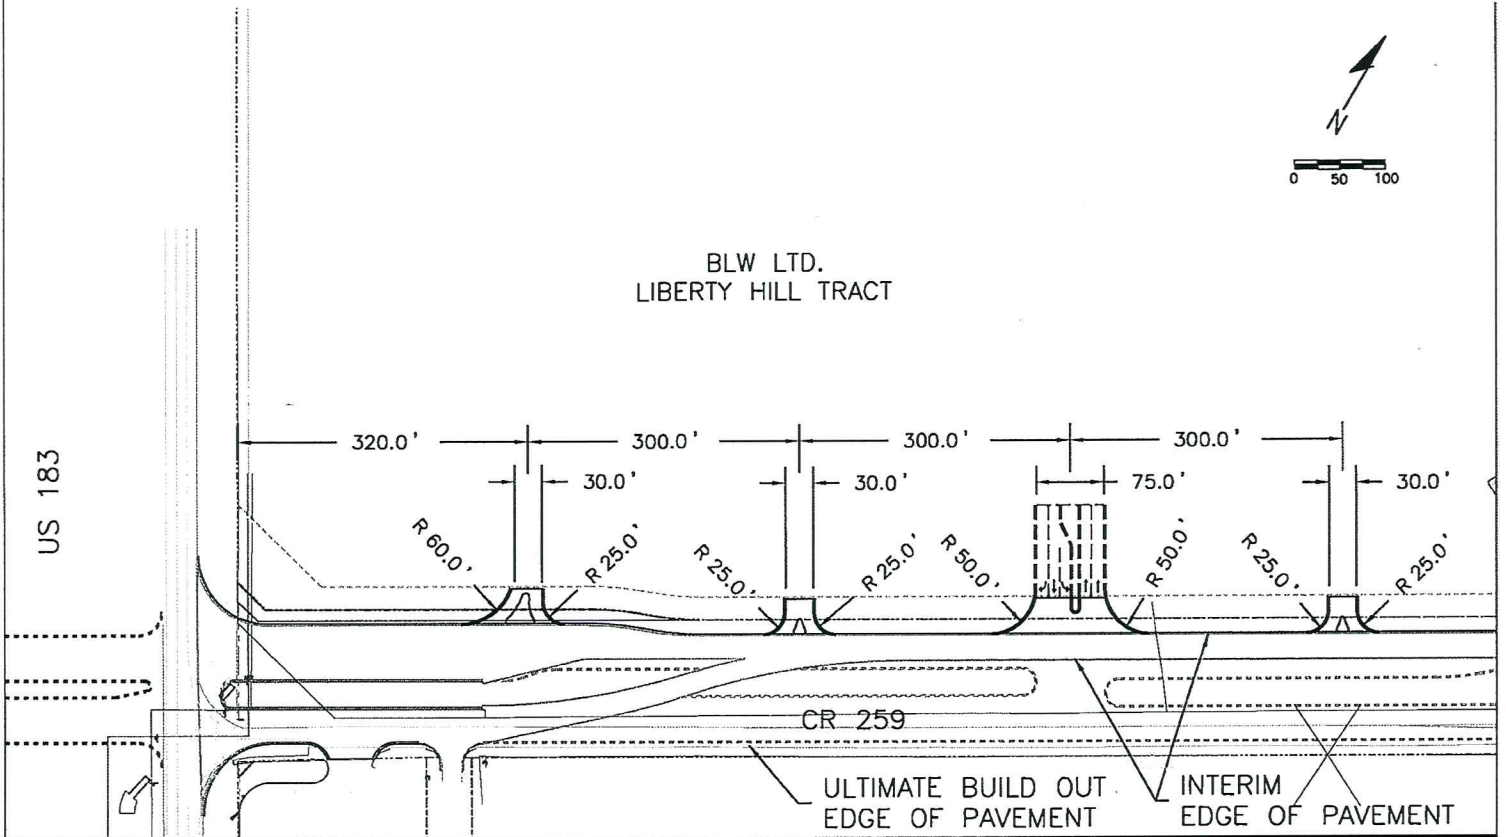 N
0 50 100
BLW LTD.
LIBERTY HILL TRACT
US 183
320.0' 300.0' 300.0' 300.0'
30.0' 30.0' 75.0' 30.0'
R 60.0' R 25.0' R 25.0' R 25.0' R 50.0' R 50.0' R 25.0' R 25.0'
CR 259
ULTIMATE BUILD OUT
EDGE OF PAVEMENT
INTERIM
EDGE OF PAVEMENT